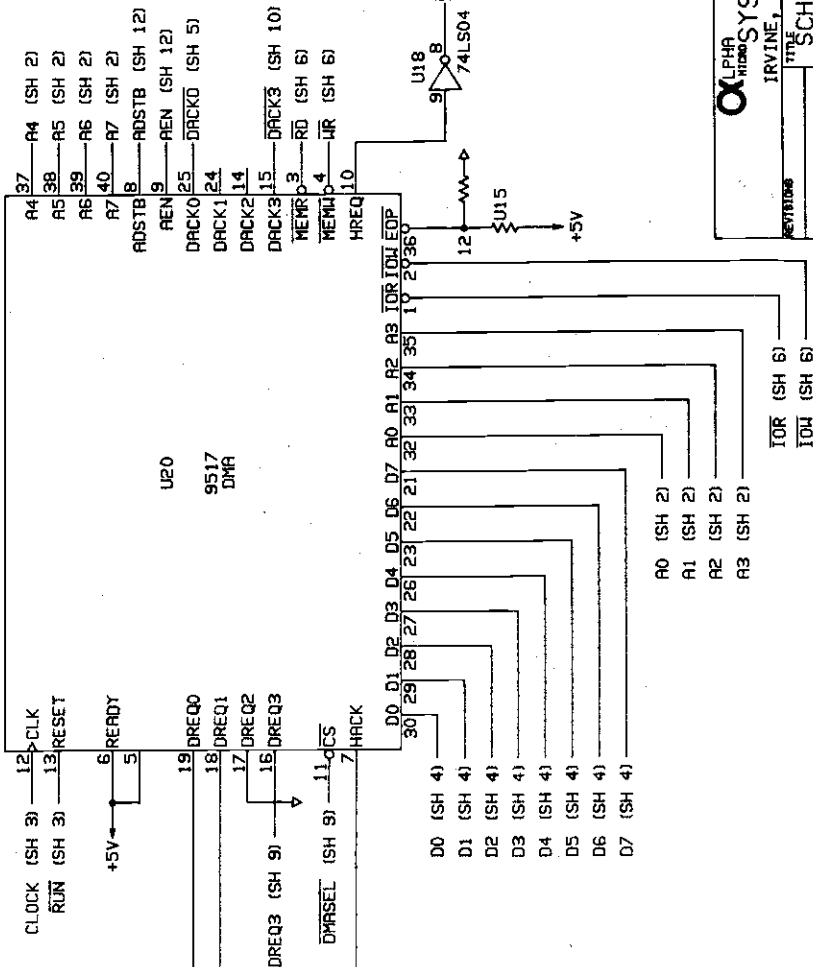 CLOCK (SH 3) 12 CLK
RUN (SH 3) 13 RESET
+5V 6 READY
5
19 DREQ0
18 DREQ1
17 DREQ2
DREQ3 (SH 9) 16 DREQ3
DMASEL (SH 9) 11 CS
7 HACK
U20
9517
DMA
A4 37 A4 (SH 2)
A5 38 A5 (SH 2)
A6 39 A6 (SH 2)
A7 40 A7 (SH 2)
ADSTB 8 ADSTB (SH 12)
AEN 9 AEN (SH 12)
DACK0 25 DACKO (SH 5)
DACK1 24
DACK2 14
DACK3 15 DACK3 (SH 10)
MEMR 3 RD (SH 6)
MEMW 4 WR (SH 6)
HREQ 10
U18
9 8
74LS04
D0 D1 D2 D3 D4 D5 D6 D7 A0 A1 A2 A3 IOR IOW EOP
30 29 28 27 26 23 22 21 32 33 34 35 1 2 36
12
U15
+5V
D0 (SH 4)
D1 (SH 4)
D2 (SH 4)
D3 (SH 4)
D4 (SH 4)
D5 (SH 4)
D6 (SH 4)
D7 (SH 4)
A0 (SH 2)
A1 (SH 2)
A2 (SH 2)
A3 (SH 2)
IOR (SH 6)
IOW (SH 6)
ALPHA
MICRO SYS
IRVINE,
TITLE
SCH
REVISIONS